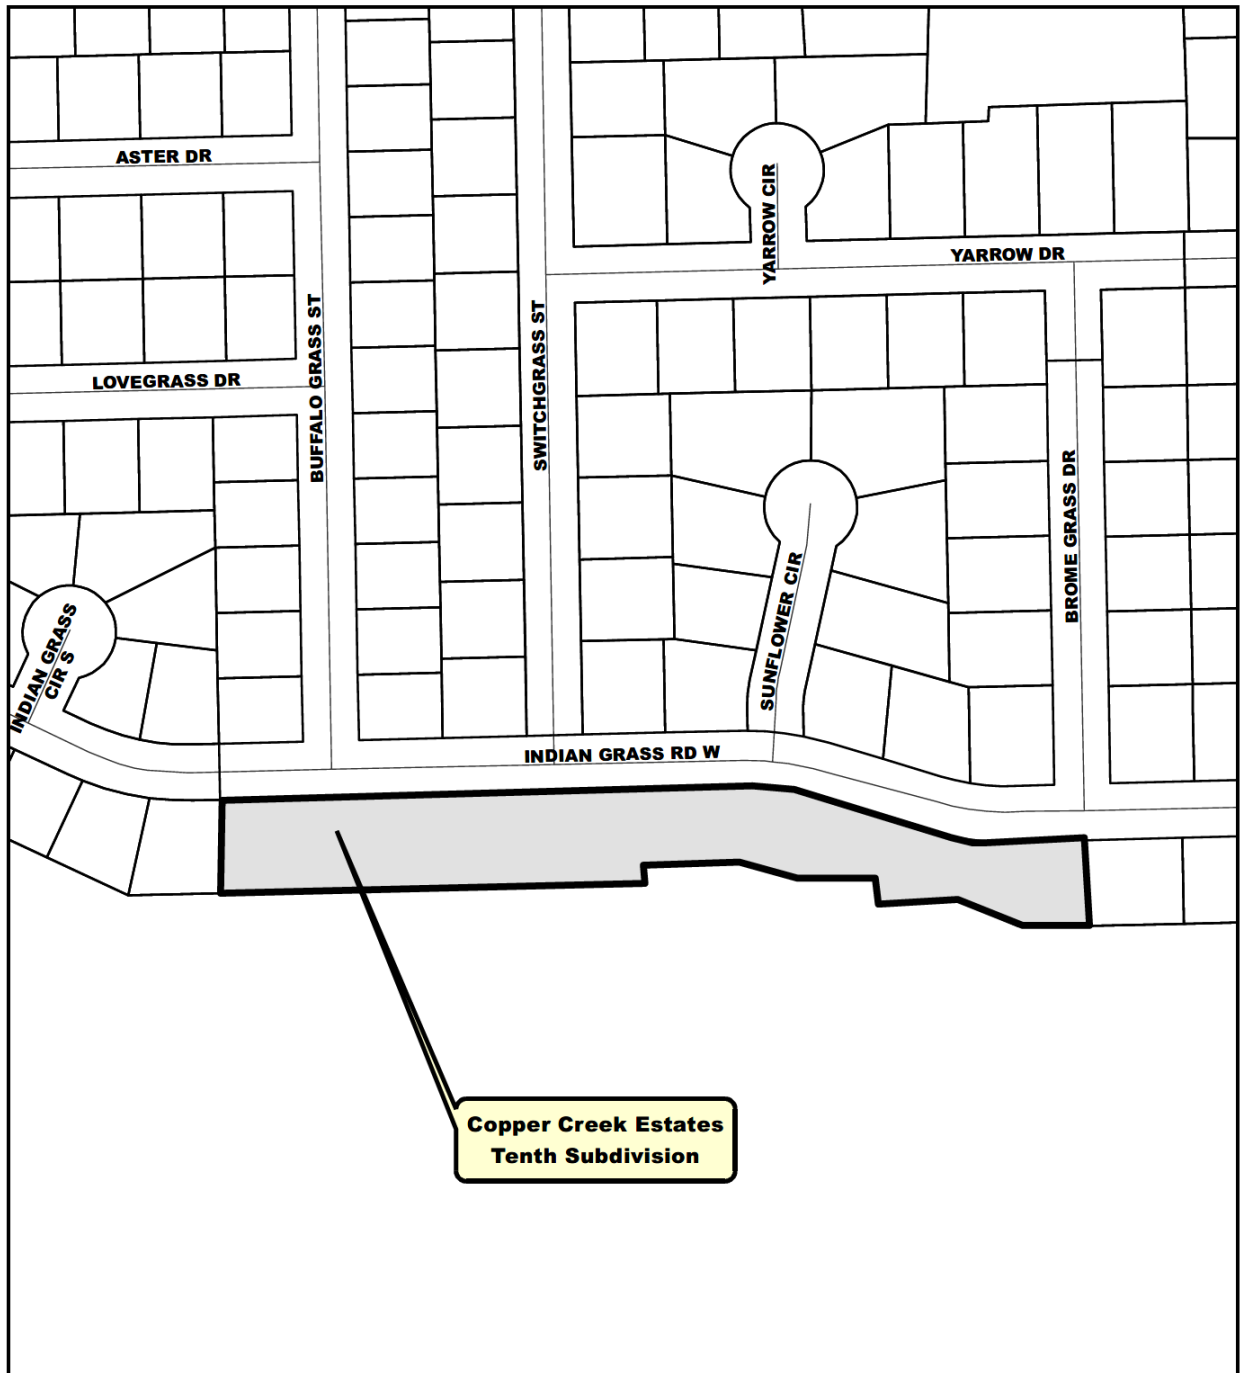 ASTER DR
YARROW CIR
YARROW DR
LOVEGRASS DR
BUFFALO GRASS ST
SWITCHGRASS ST
BROME GRASS DR
INDIAN GRASS
CIR S
SUNFLOWER CIR
INDIAN GRASS RD W
Copper Creek Estates
Tenth Subdivision